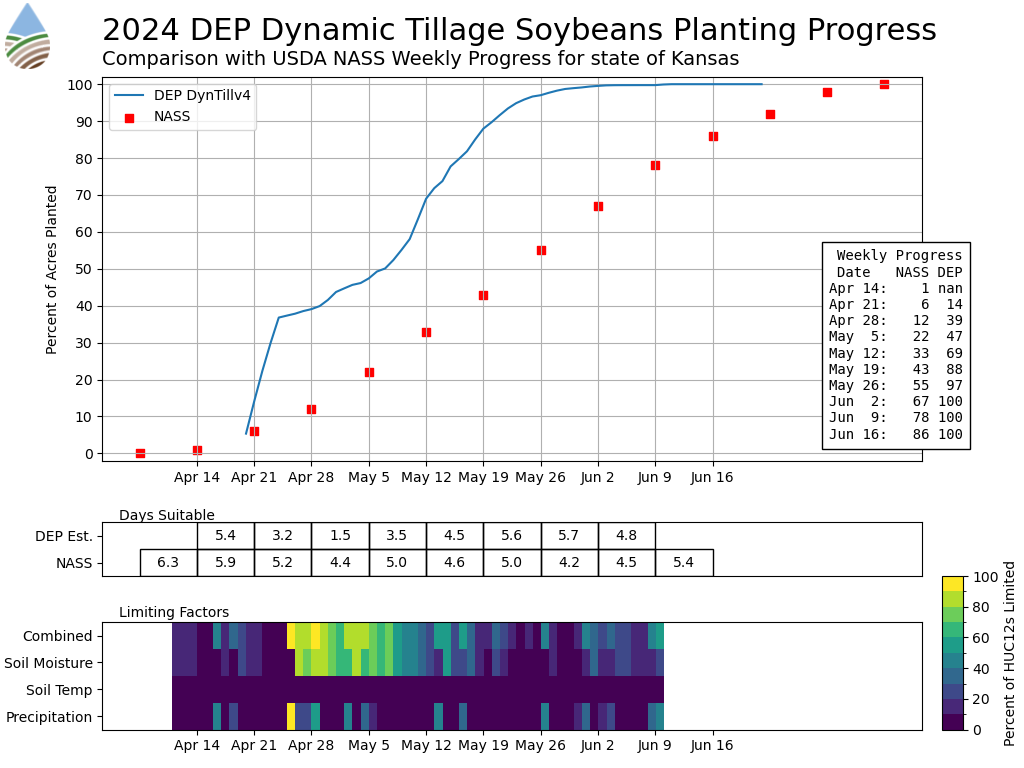 2024 DEP Dynamic Tillage Soybeans Planting Progress
Comparison with USDA NASS Weekly Progress for state of Kansas
DEP DynTillv4
NASS
Percent of Acres Planted
100
90
80
70
60
50
40
30
20
10
0
Apr 14 Apr 21 Apr 28 May 5 May 12 May 19 May 26 Jun 2 Jun 9 Jun 16
Weekly Progress
Date NASS DEP
Apr 14: 1 nan
Apr 21: 6 14
Apr 28: 12 39
May 5: 22 47
May 12: 33 69
May 19: 43 88
May 26: 55 97
Jun 2: 67 100
Jun 9: 78 100
Jun 16: 86 100
Days Suitable
DEP Est. 5.4 3.2 1.5 3.5 4.5 5.6 5.7 4.8
NASS 6.3 5.9 5.2 4.4 5.0 4.6 5.0 4.2 4.5 5.4
Limiting Factors
Combined
Soil Moisture
Soil Temp
Precipitation
Apr 14 Apr 21 Apr 28 May 5 May 12 May 19 May 26 Jun 2 Jun 9 Jun 16
100
80
60
40
20
0
Percent of HUC12s Limited